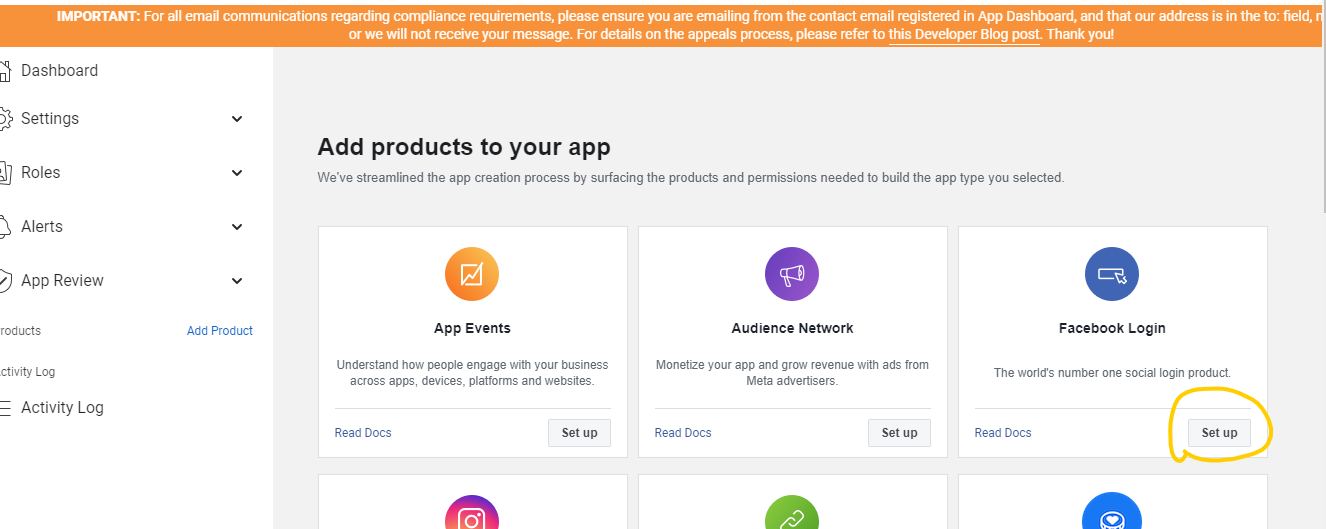 IMPORTANT: For all email communications regarding compliance requirements, please ensure you are emailing from the contact email registered in App Dashboard, and that our address is in the to: field,
or we will not receive your message. For details on the appeals process, please refer to this Developer Blog post. Thank you!
Dashboard
Settings
Roles
Alerts
App Review
roducts
Add Product
ctivity Log
Activity Log
Add products to your app
We've streamlined the app creation process by surfacing the products and permissions needed to build the app type you selected.
App Events
Understand how people engage with your business
across apps, devices, platforms and websites.
Read Docs
Set up
Audience Network
Monetize your app and grow revenue with ads from
Meta advertisers.
Read Docs
Set up
Facebook Login
The world's number one social login product.
Read Docs
Set up